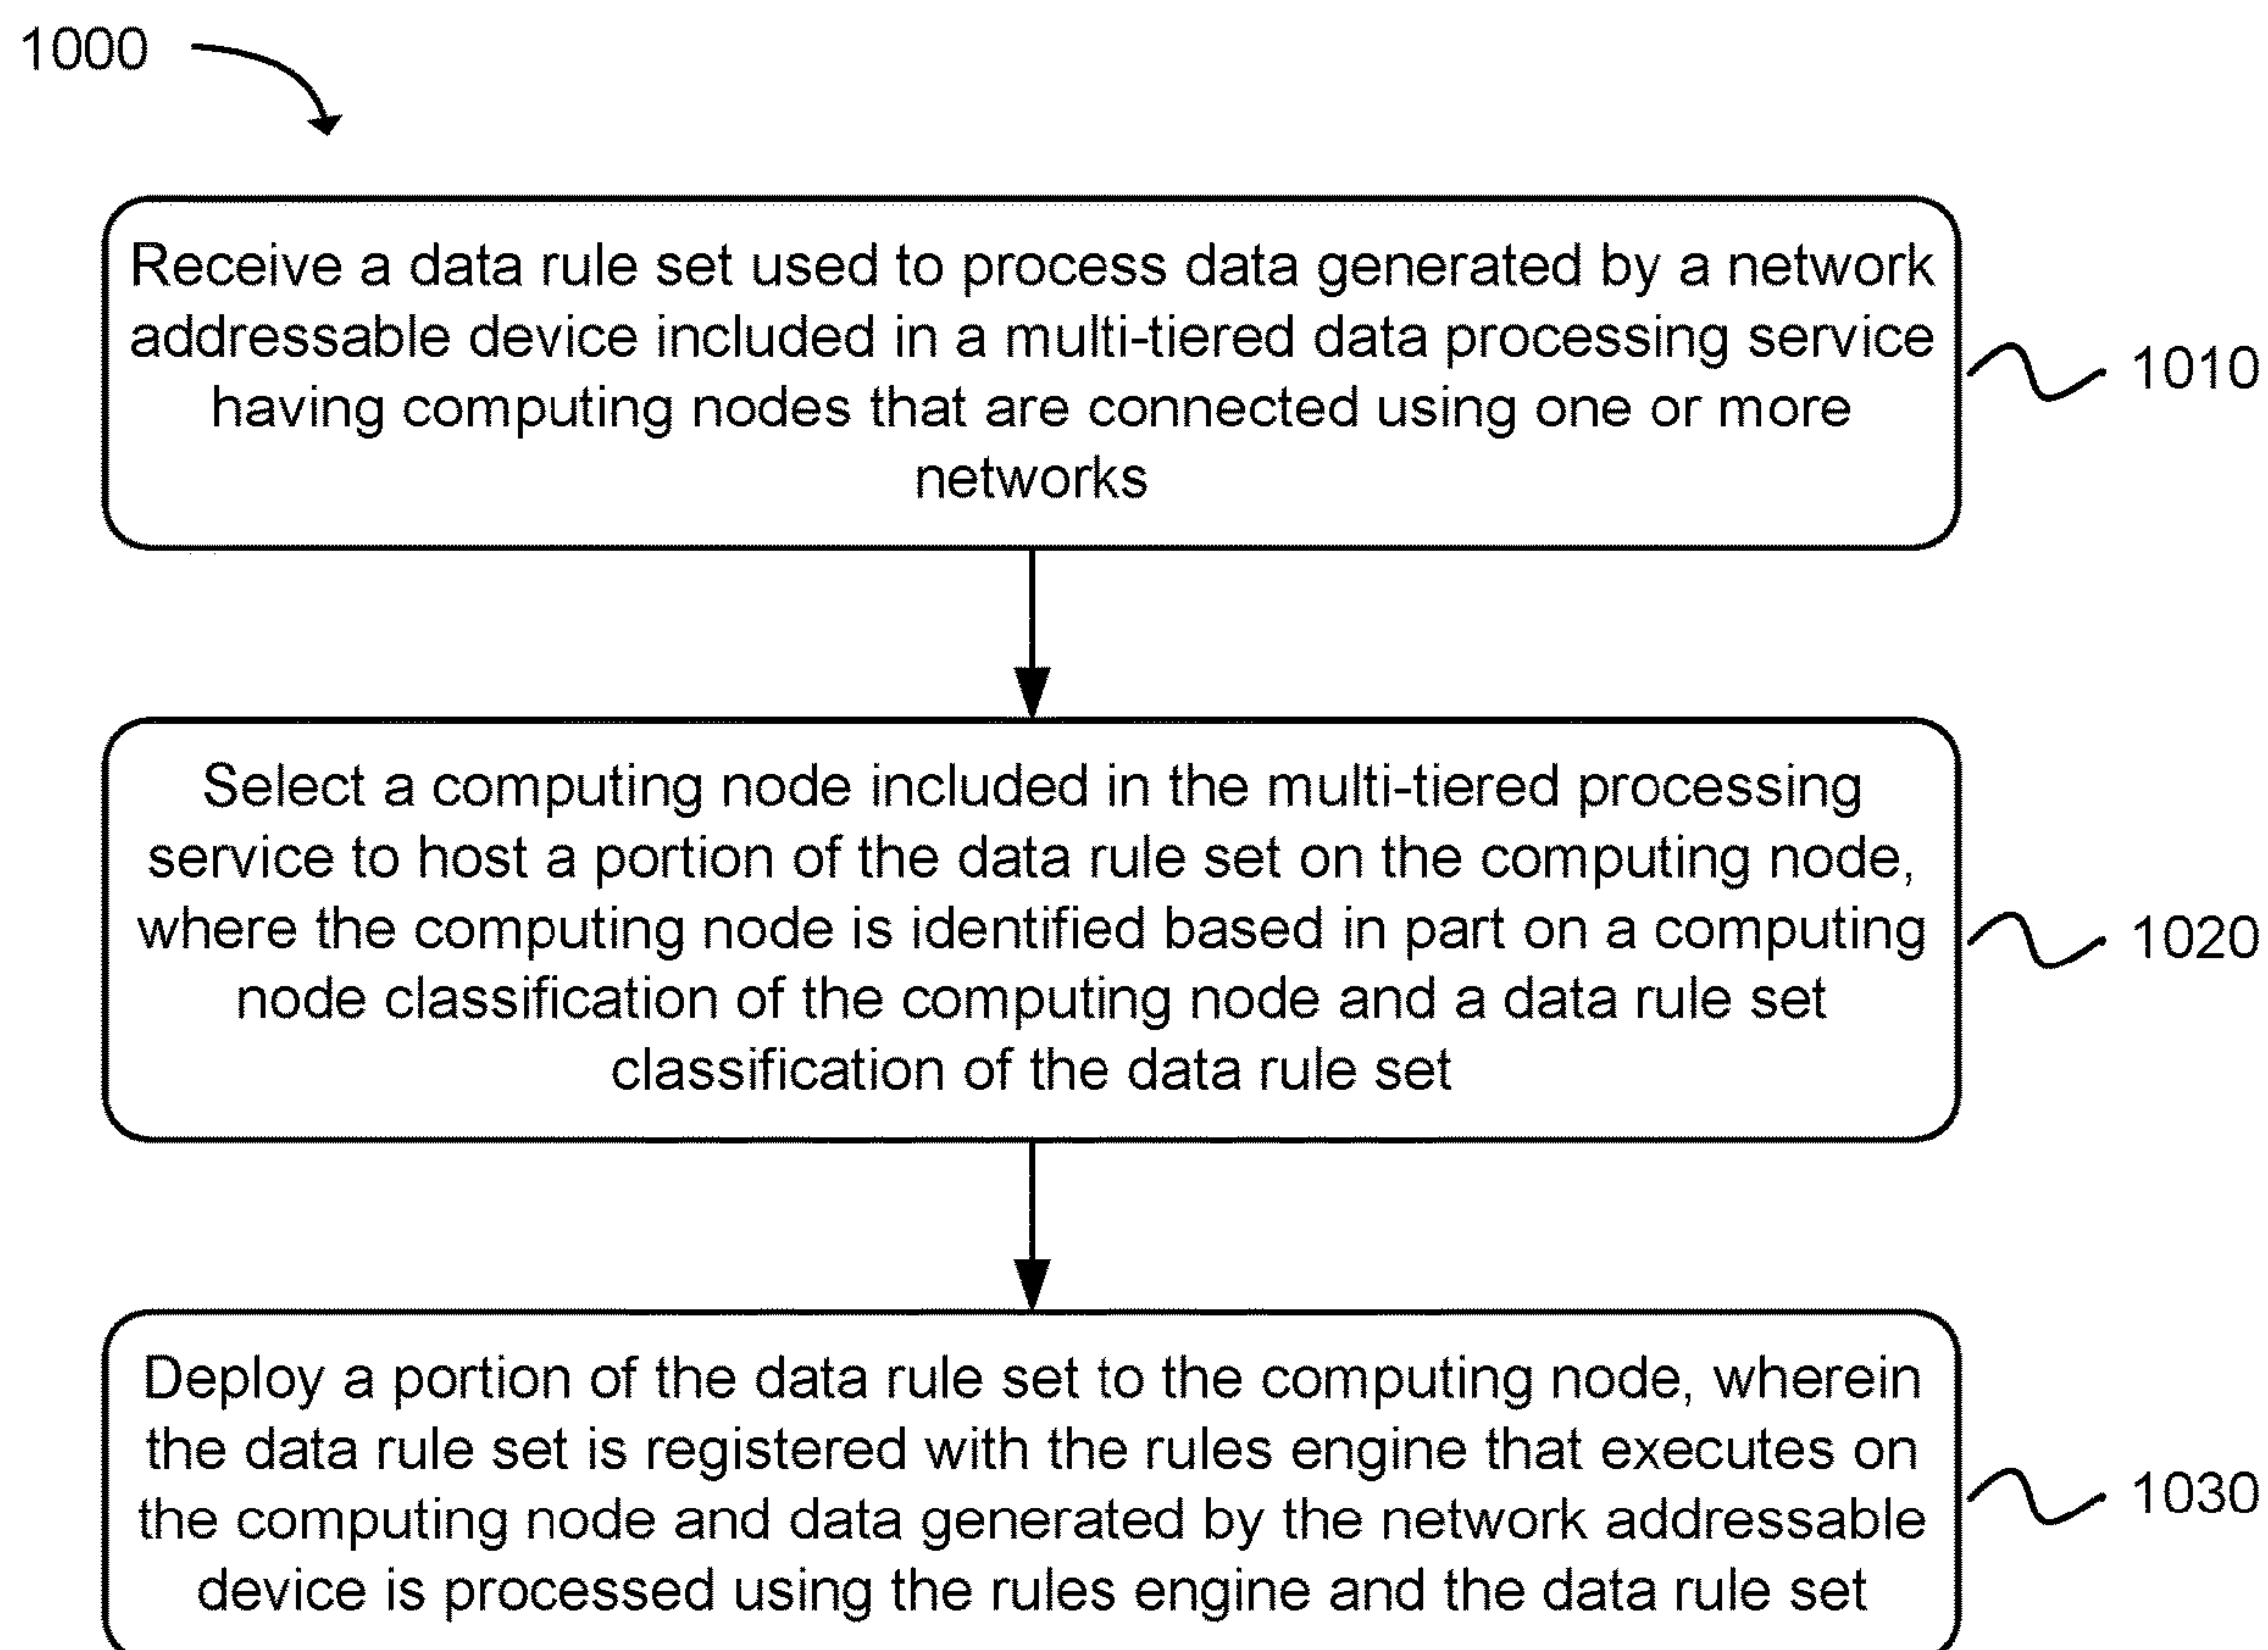 1000
Receive a data rule set used to process data generated by a network
addressable device included in a multi-tiered data processing service
having computing nodes that are connected using one or more
networks
1010
Select a computing node included in the multi-tiered processing
service to host a portion of the data rule set on the computing node,
where the computing node is identified based in part on a computing
node classification of the computing node and a data rule set
classification of the data rule set
1020
Deploy a portion of the data rule set to the computing node, wherein
the data rule set is registered with the rules engine that executes on
the computing node and data generated by the network addressable
device is processed using the rules engine and the data rule set
1030